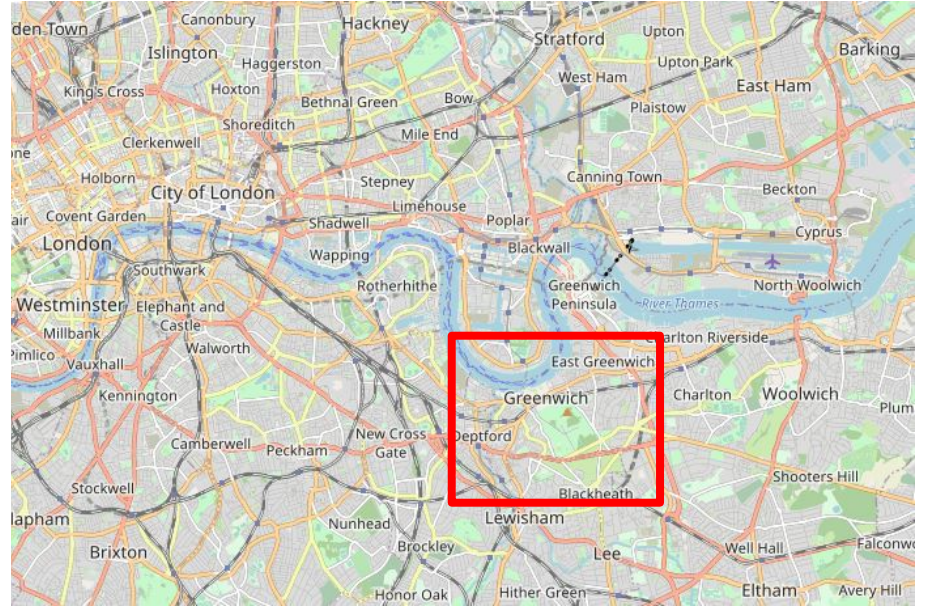 Canonbury
Hackney
den Town
Islington
Stratford
Upton
Barking
Haggerston
Upton Park
King's Cross
Hoxton
West Ham
East Ham
Bethnal Green
Bow
Plaistow
Shoreditch
Mile End
Clerkenwell
one
Holborn
Stepney
Canning Town
City of London
Beckton
Limehouse
air
Covent Garden
Shadwell
Poplar
Cyprus
London
Wapping
Blackwall
Southwark
Rotherhithe
Greenwich
Peninsula
North Woolwich
Westminster
Elephant and
Castle
River Thames
Millbank
Walworth
Charlton Riverside
Pimlico
Vauxhall
East Greenwich
Kennington
Greenwich
Charlton
Woolwich
Plum
New Cross
Gate
Deptford
Camberwell
Peckham
Shooters Hill
Stockwell
Blackheath
lapham
Nunhead
Lewisham
Brixton
Brockley
Lee
Well Hall
Falconwo
Honor Oak
Hither Green
Eltham
Avery Hill